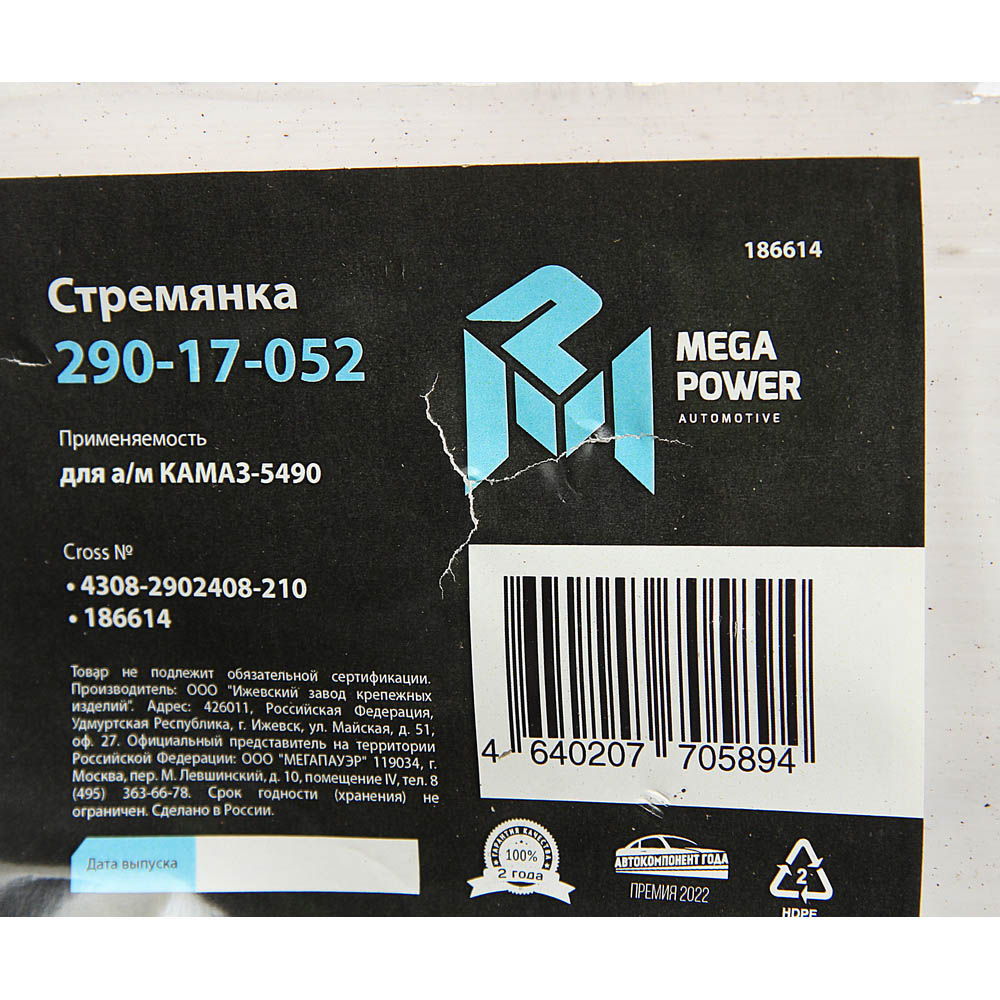 186614
Стремянка
290-17-052
MEGA
POWER
AUTOMOTIVE
Применяемость
для а/м КАМАЗ-5490
Cross №
• 4308-2902408-210
• 186614
Товар не подлежит обязательной сертификации.
Производитель: ООО "Ижевский завод крепежных
изделий". Адрес: 426011, Российская Федерация,
Удмуртская Республика, г. Ижевск, ул. Майская, д. 51,
оф. 27. Официальный представитель на территории
Российской Федерации: ООО "МЕГАПАУЭР" 119034, г.
Москва, пер. М. Левшинский, д. 10, помещение IV, тел. 8
(495) 363-66-78. Срок годности (хранения) не
ограничен. Сделано в России.
4 640207 705894
Дата выпуска
ГАРАНТИЯ КАЧЕСТВА
100%
2 года
АВТОКОМПОНЕНТ ГОДА
ПРЕМИЯ 2022
2
HDPE